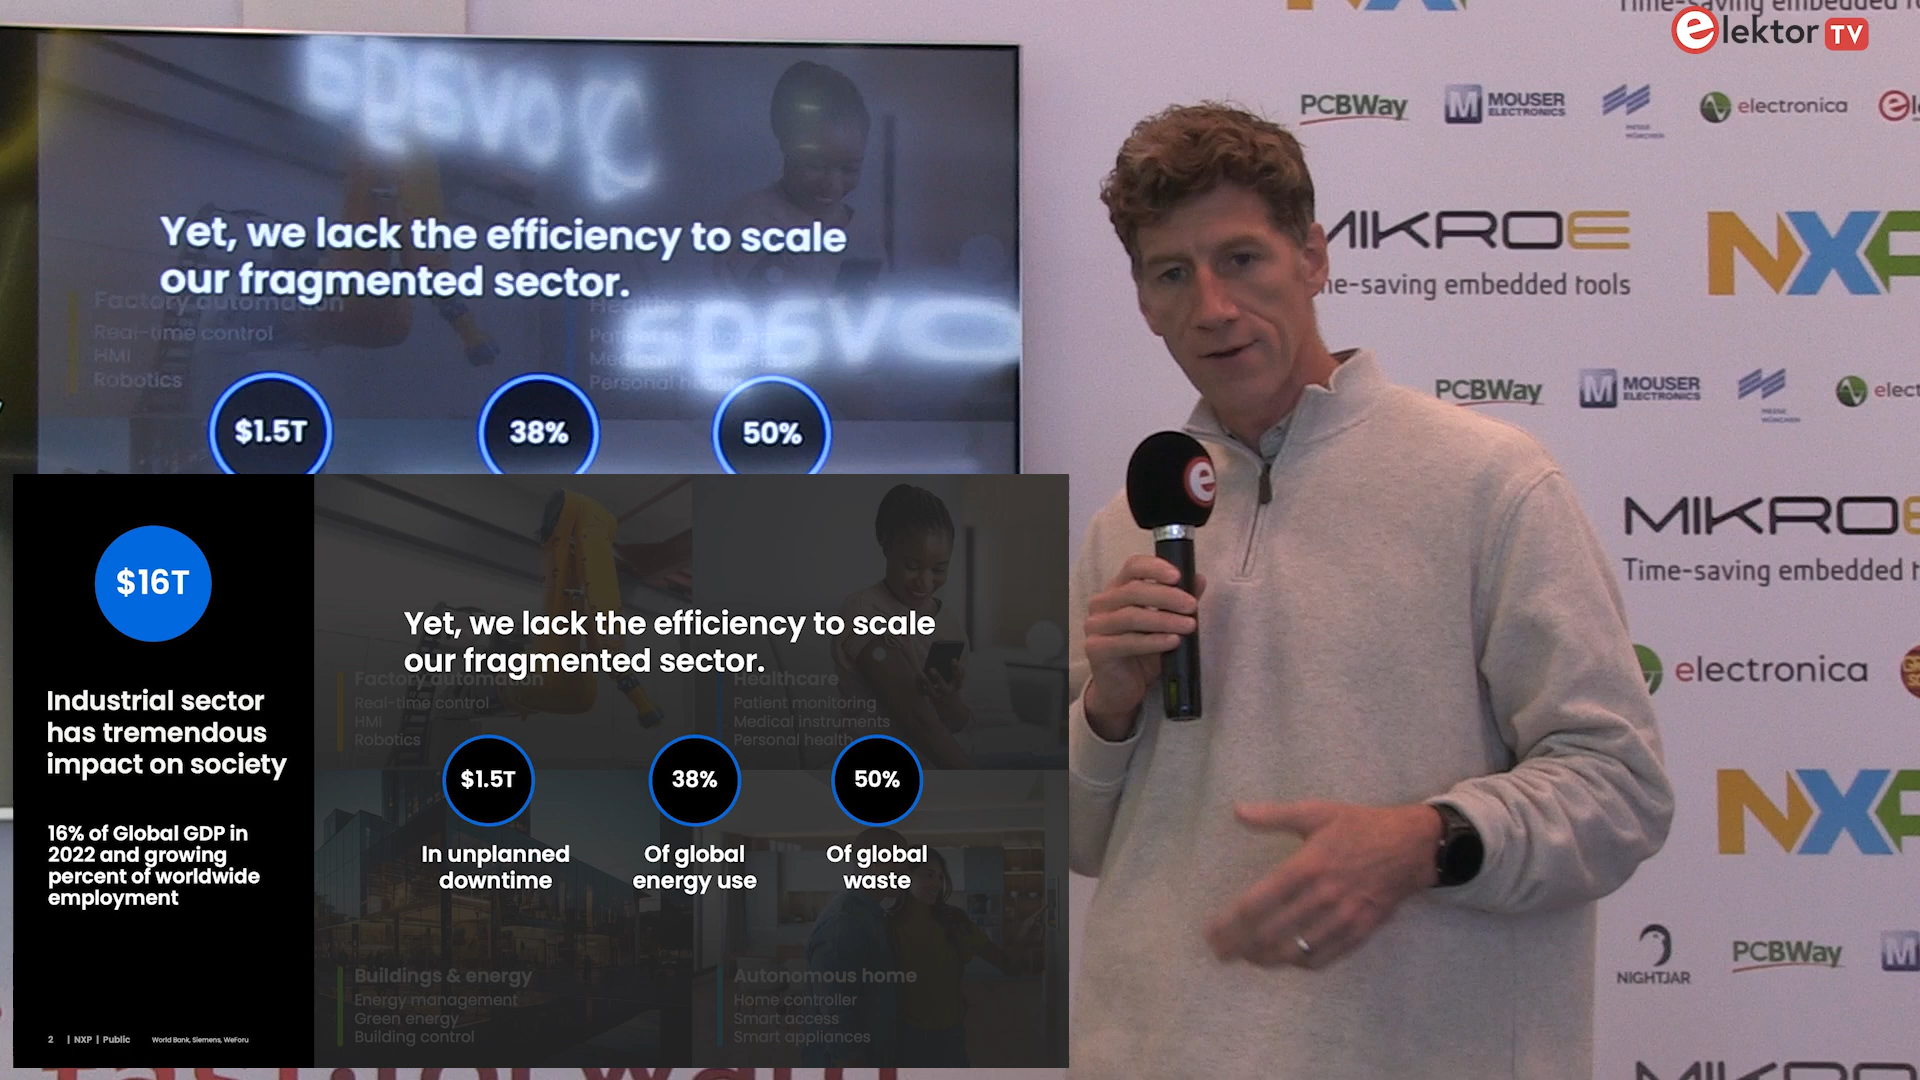 elektor TV
PCBWay
MOUSER
ELECTRONICS
MESSE
MÜNCHEN
electronica
MIKROE
NXP
Time-saving embedded tools
Yet, we lack the efficiency to scale
our fragmented sector.
Factory automation
Real-time control
HMI
Robotics
$1.5T
38%
50%
PCBWay
MOUSER
ELECTRONICS
MESSE
MÜNCHEN
MIKROE
Time-saving embedded
electronica
NXP
NIGHTJAR
PCBWay
MIKROE
$16T
Industrial sector
has tremendous
impact on society
16% of Global GDP in
2022 and growing
percent of worldwide
employment
2 | NXP | Public World Bank, Siemens, WeForu
Yet, we lack the efficiency to scale
our fragmented sector.
Factory automation
Real-time control
HMI
Robotics
Healthcare
Patient monitoring
Medical instruments
Personal health
$1.5T
In unplanned
downtime
38%
Of global
energy use
50%
Of global
waste
Buildings & energy
Energy management
Green energy
Building control
Autonomous home
Home controller
Smart access
Smart appliances